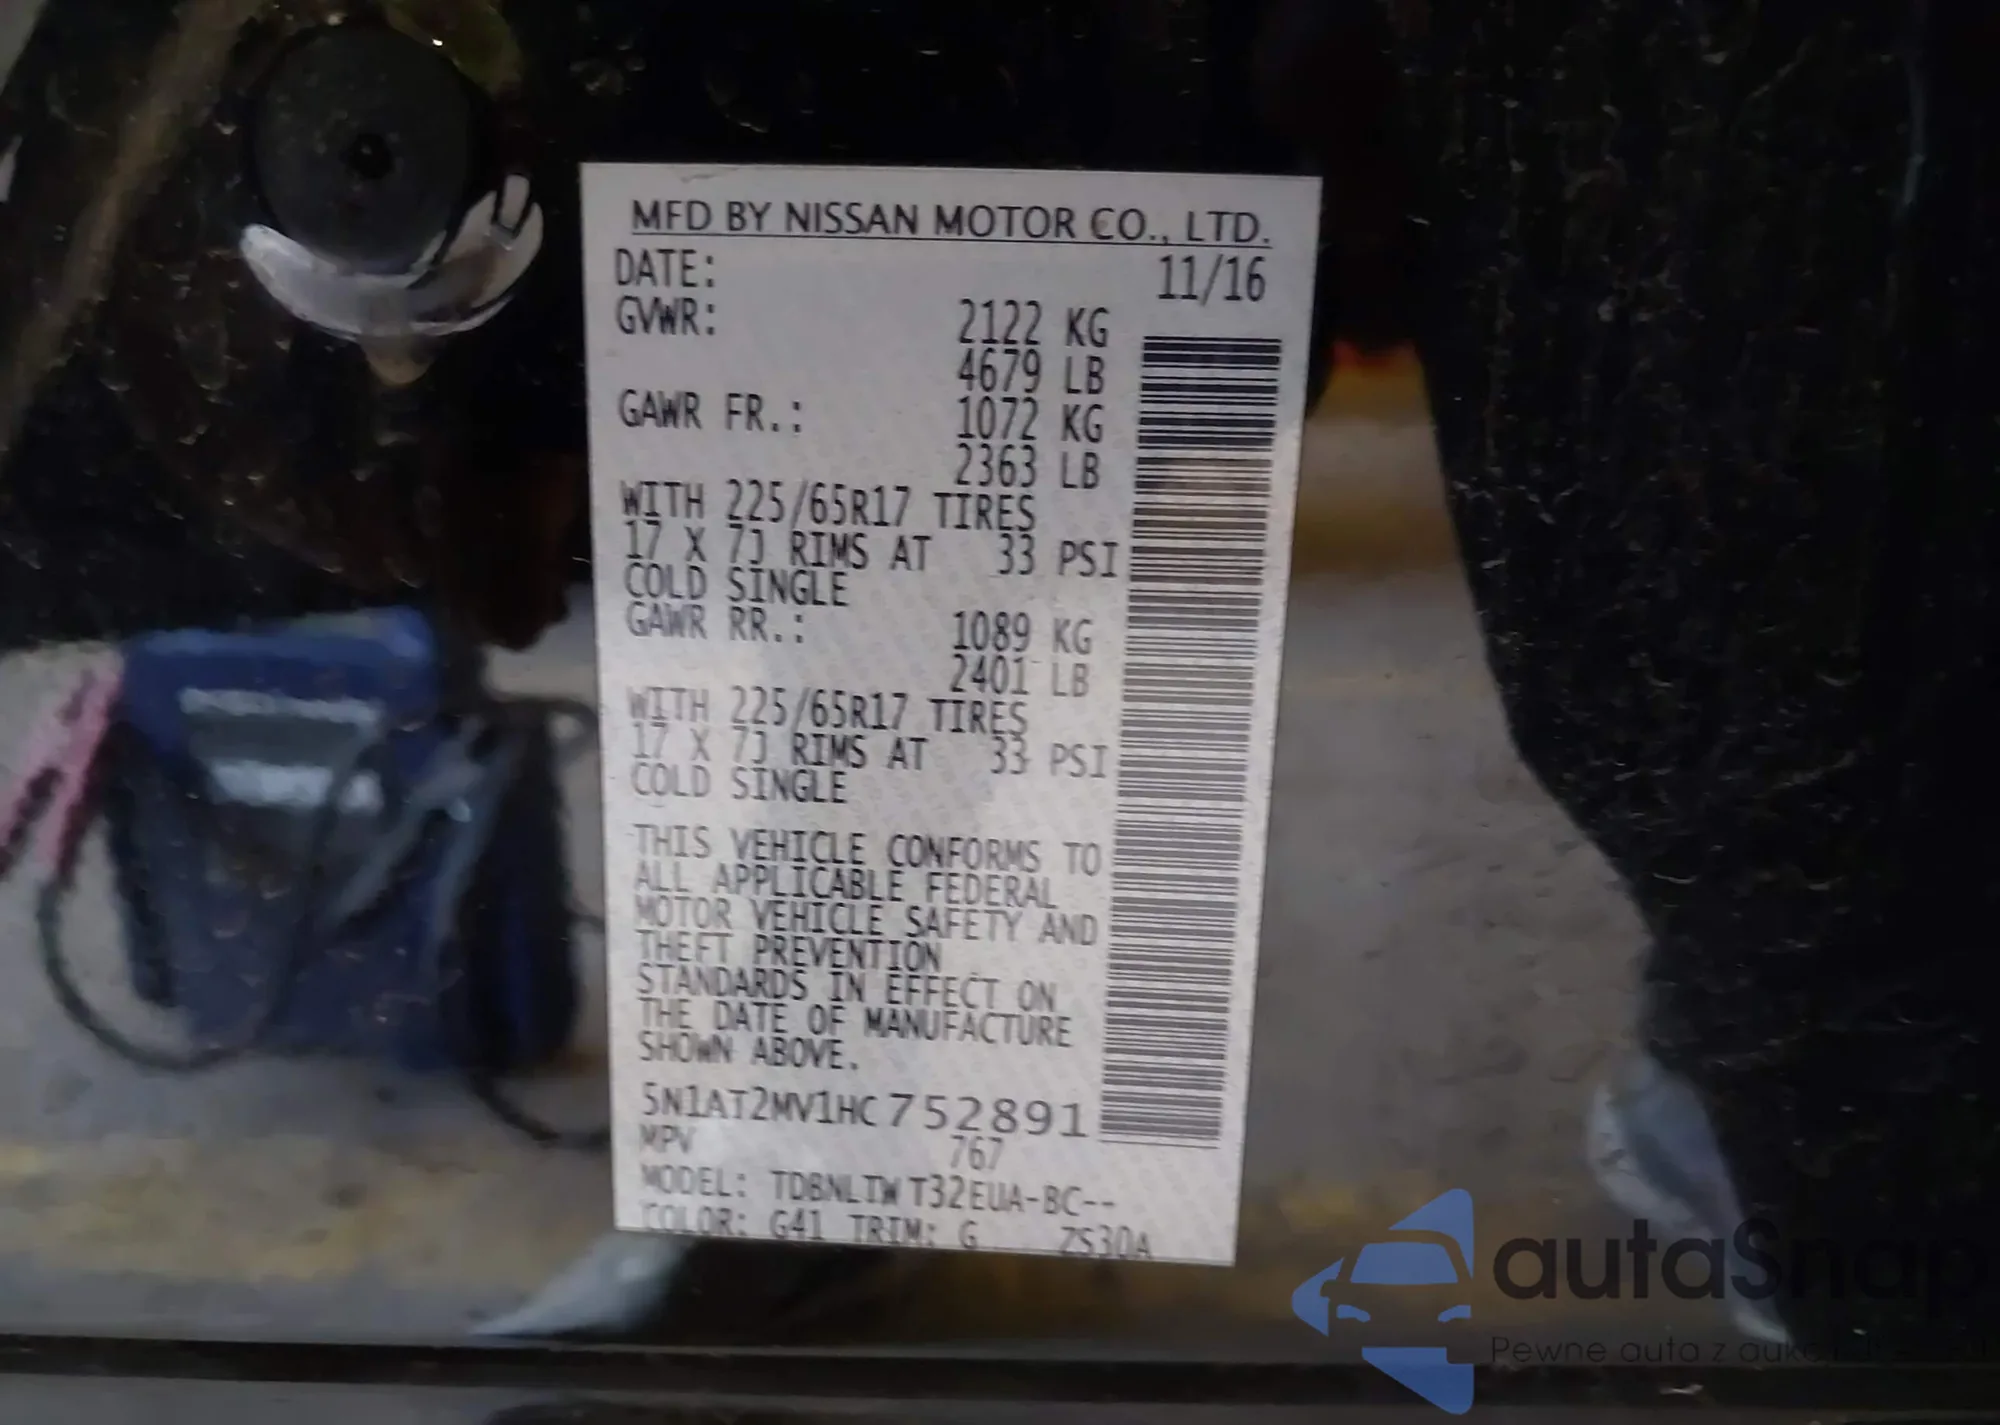 MFD BY NISSAN MOTOR CO., LTD.
DATE: 11/16
GVWR: 2122 KG
4679 LB
GAWR FR.: 1072 KG
2363 LB
WITH 225/65R17 TIRES
17 X 7J RIMS AT 33 PSI
COLD SINGLE
GAWR RR.: 1089 KG
2401 LB
WITH 225/65R17 TIRES
17 X 7J RIMS AT 33 PSI
COLD SINGLE
THIS VEHICLE CONFORMS TO
ALL APPLICABLE FEDERAL
MOTOR VEHICLE SAFETY AND
THEFT PREVENTION
STANDARDS IN EFFECT ON
THE DATE OF MANUFACTURE
SHOWN ABOVE.
5N1AT2MV1HC752891
MPV 767
MODEL: TDBNLTW T32EUA-BC--
COLOR: G41 TRIM: G ZS30A
autaSnap
Pewne auta z